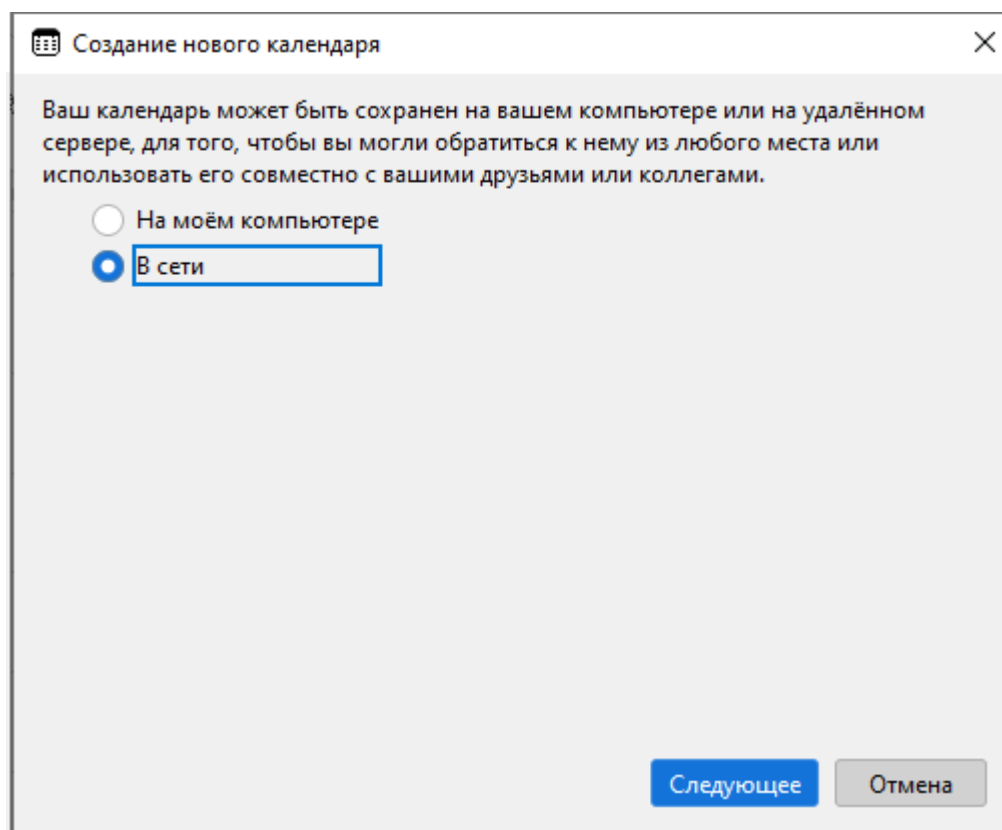 Создание нового календаря
Ваш календарь может быть сохранен на вашем компьютере или на удалённом
сервере, для того, чтобы вы могли обратиться к нему из любого места или
использовать его совместно с вашими друзьями или коллегами.
На моём компьютере
В сети
Следующее Отмена